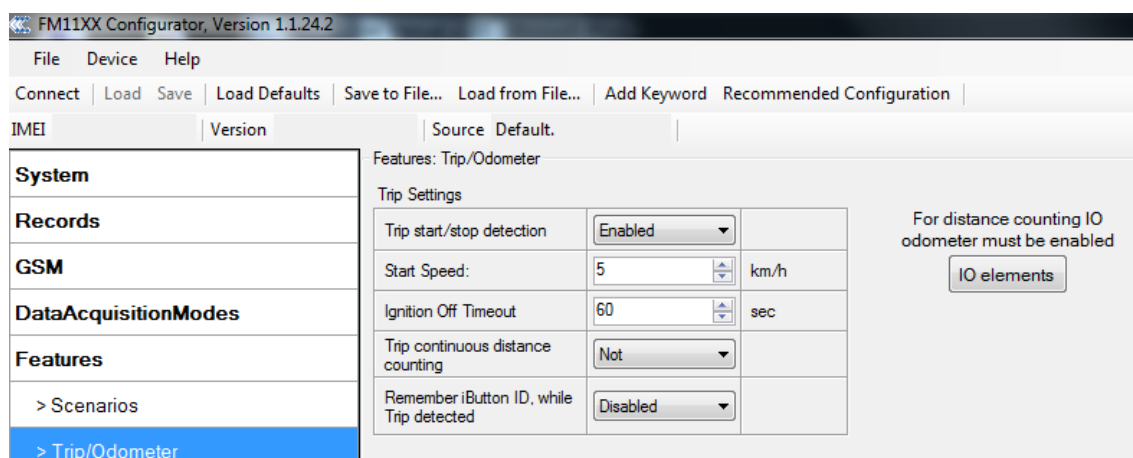 FM11XX Configurator, Version 1.1.24.2
File Device Help
Connect Load Save Load Defaults Save to File... Load from File... Add Keyword Recommended Configuration
IMEI Version Source Default.
System
Records
GSM
DataAcquisitionModes
Features
> Scenarios
> Trip/Odometer
Features: Trip/Odometer
Trip Settings
Trip start/stop detection Enabled
Start Speed: 5 km/h
Ignition Off Timeout 60 sec
Trip continuous distance
counting Not
Remember iButton ID, while
Trip detected Disabled
For distance counting IO
odometer must be enabled
IO elements